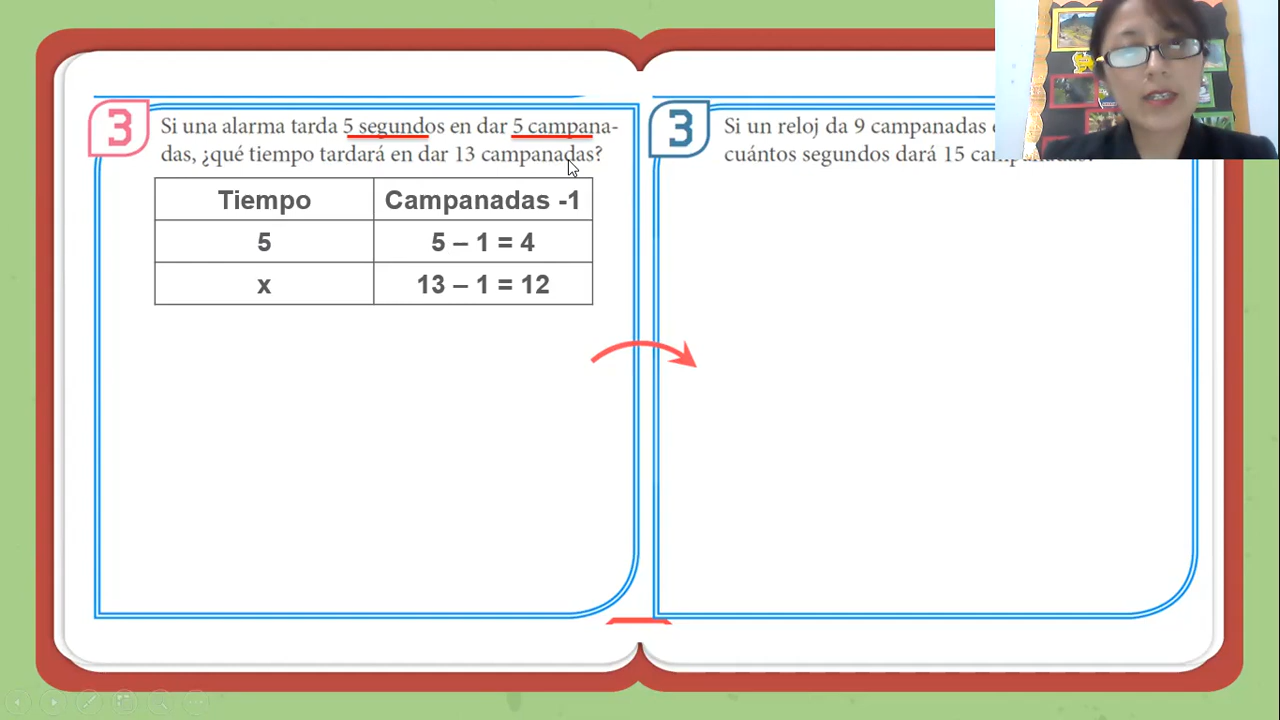 3
Si una alarma tarda 5 segundos en dar 5 campana-
das, ¿qué tiempo tardará en dar 13 campanadas?
Tiempo Campanadas -1
5 5 – 1 = 4
x 13 – 1 = 12
3
Si un reloj da 9 campanadas
cuántos segundos dará 15